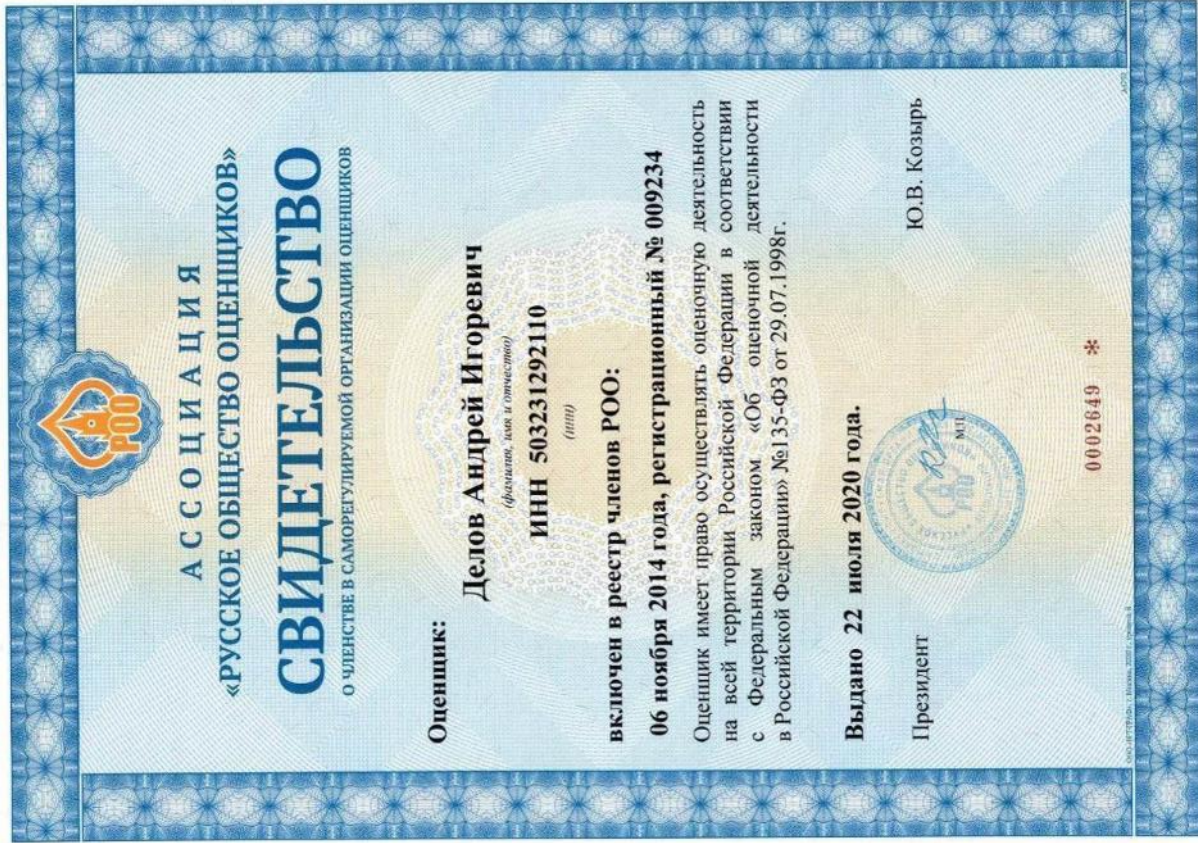 РОО
АССОЦИАЦИЯ
«РУССКОЕ ОБЩЕСТВО ОЦЕНЩИКОВ»
СВИДЕТЕЛЬСТВО
О ЧЛЕНСТВЕ В САМОРЕГУЛИРУЕМОЙ ОРГАНИЗАЦИИ ОЦЕНЩИКОВ
Оценщик:
Делов Андрей Игоревич
(фамилия, имя и отчество)
ИНН 503231292110
(инн)
включен в реестр членов РОО:
06 ноября 2014 года, регистрационный № 009234
Оценщик имеет право осуществлять оценочную деятельность
на всей территории Российской Федерации в соответствии
с Федеральным законом «Об оценочной деятельности
в Российской Федерации» №135-ФЗ от 29.07.1998г.
Выдано 22 июля 2020 года.
Президент
М.П.
Ю.В. Козырь
РОО
0002649 *